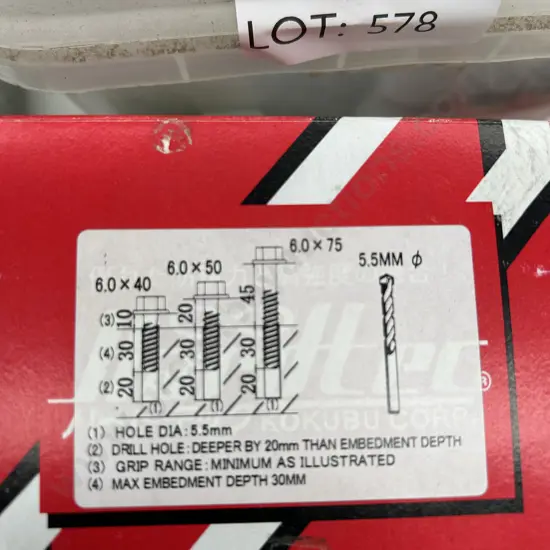 LOT: 578
6.0 × 40
6.0 × 50
6.0 × 75
5.5MM ϕ
(3) 10 20 45
(4) 30 30 30
(2) 20 20 20
(1) (1) (1)
KOKUBU CORP
®
(1) HOLE DIA: 5.5mm
(2) DRILL HOLE: DEEPER BY 20mm THAN EMBEDMENT DEPTH
(3) GRIP RANGE: MINIMUM AS ILLUSTRATED
(4) MAX EMBEDMENT DEPTH 30MM